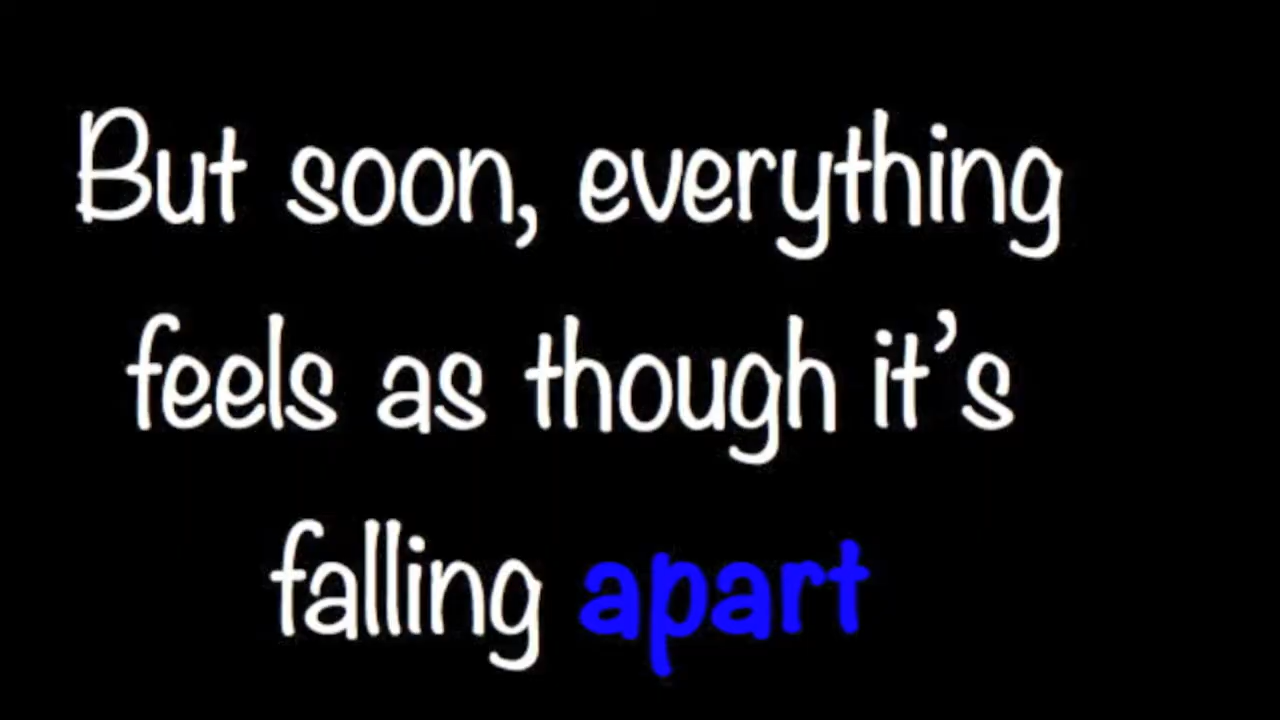 But soon, everything
feels as though it’s
falling apart